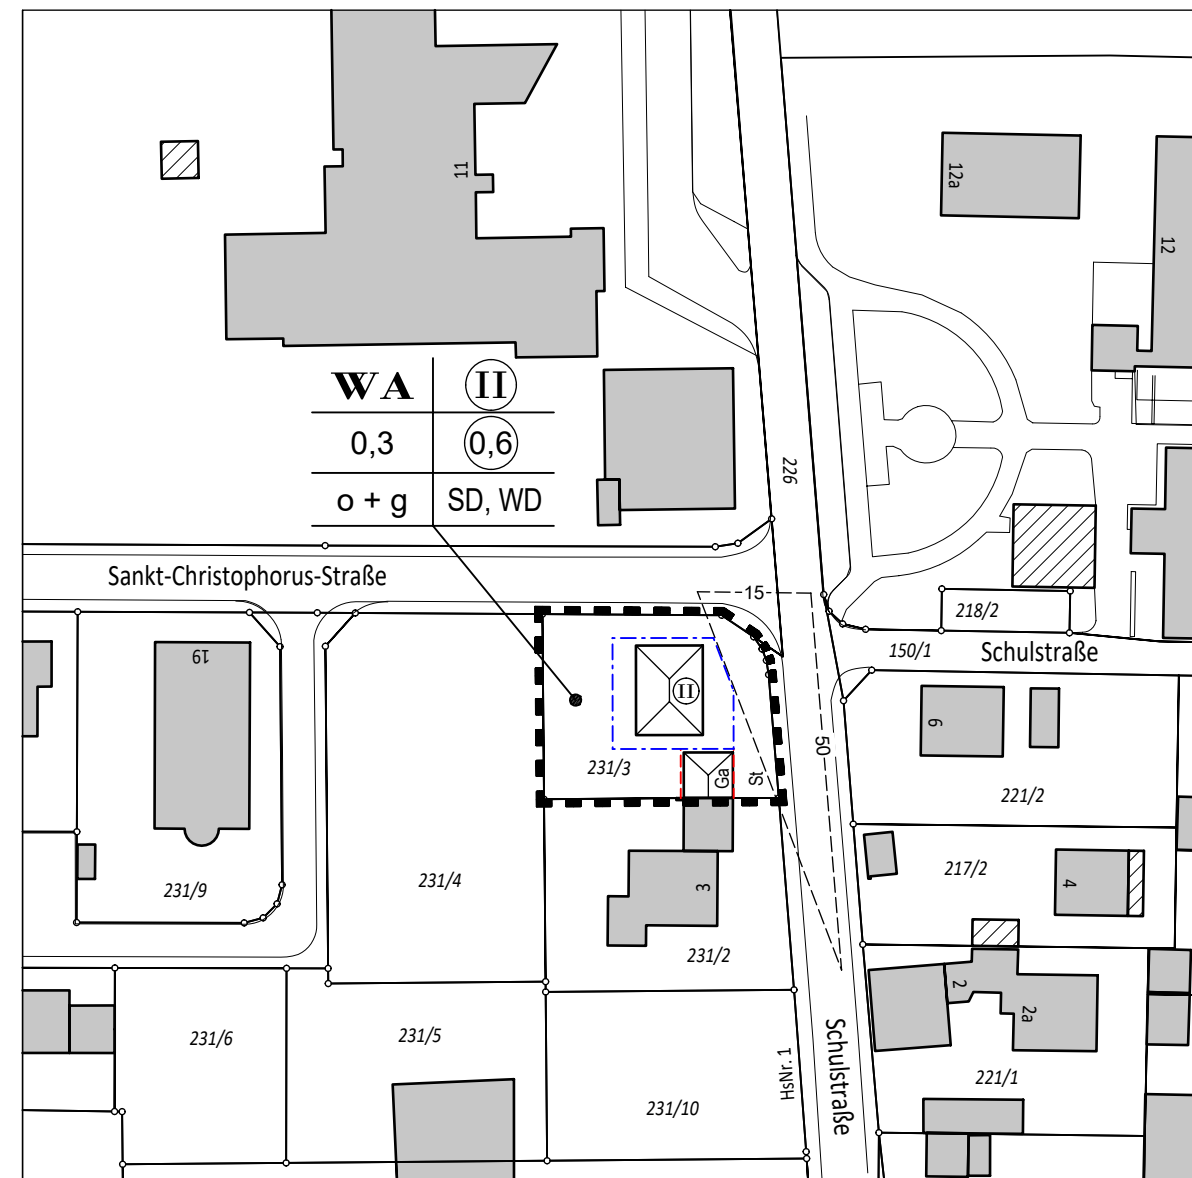 11
12a
12
WA II
0,3 0,6
o + g SD, WD
226
Sankt-Christophorus-Straße
15
218/2
150/1 Schulstraße
19
II
6
50
231/3
Ga
St
221/2
231/9
231/4
3
217/2
4
231/2
2
2a
231/6
231/5
Schulstraße
HsNr. 1
221/1
231/10